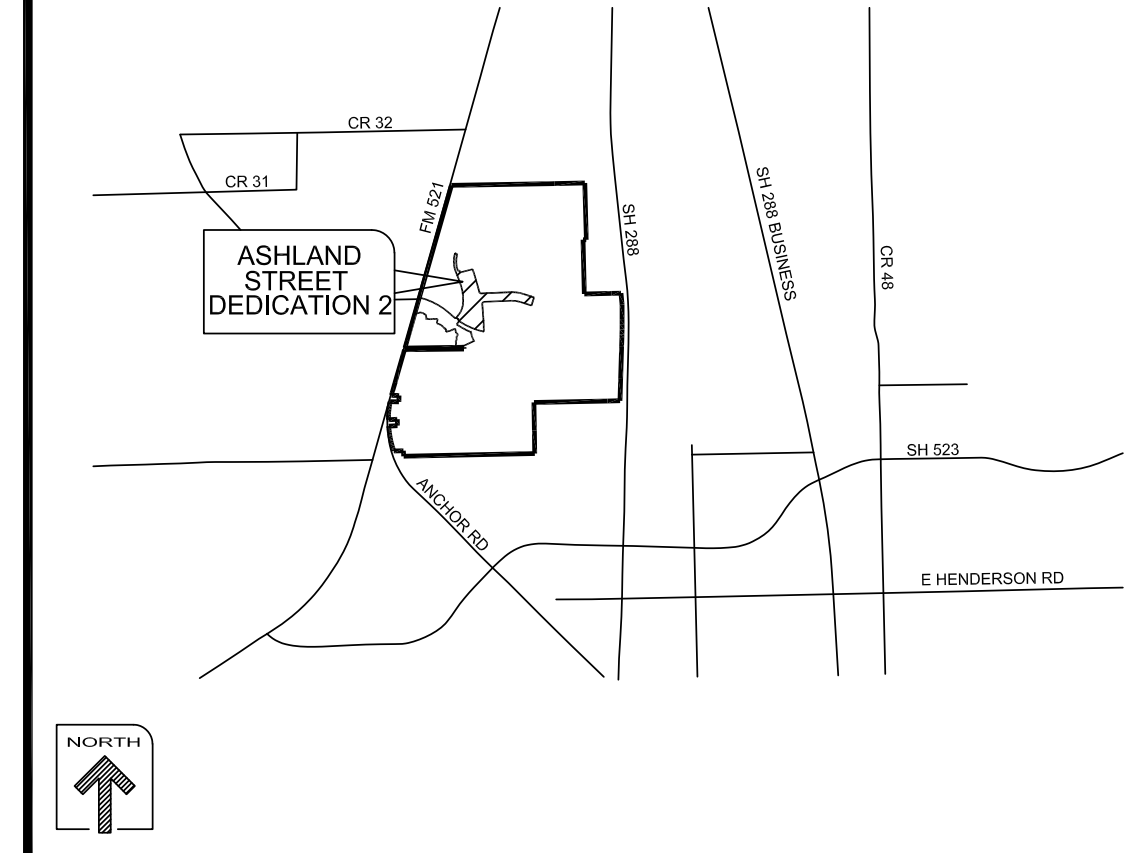 CR 32
CR 31
FM 521
SH 288
SH 288 BUSINESS
CR 48
ASHLAND
STREET
DEDICATION 2
SH 523
ANCHOR RD
E HENDERSON RD
NORTH